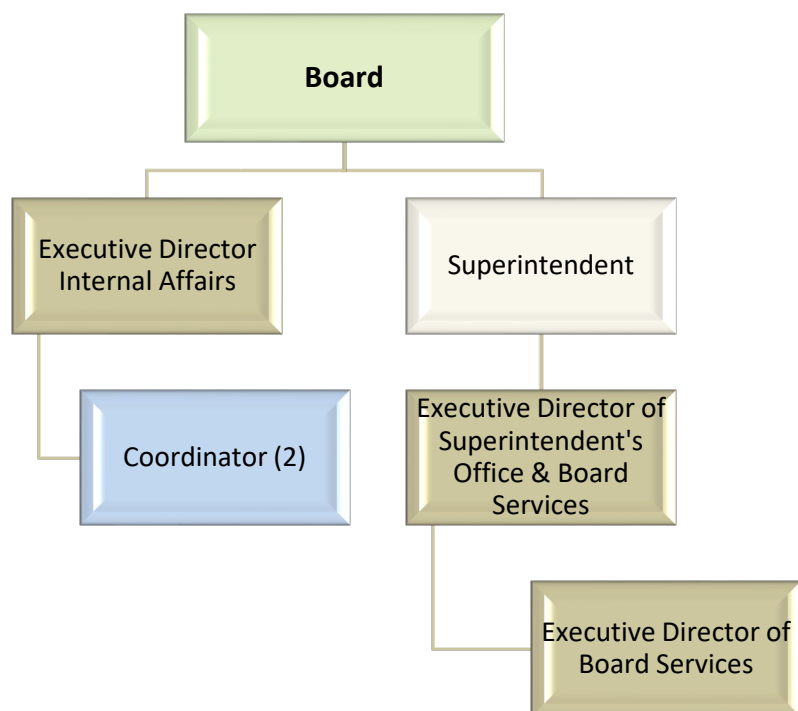 Board
Executive Director
Internal Affairs
Superintendent
Coordinator (2)
Executive Director of
Superintendent's
Office & Board
Services
Executive Director of
Board Services